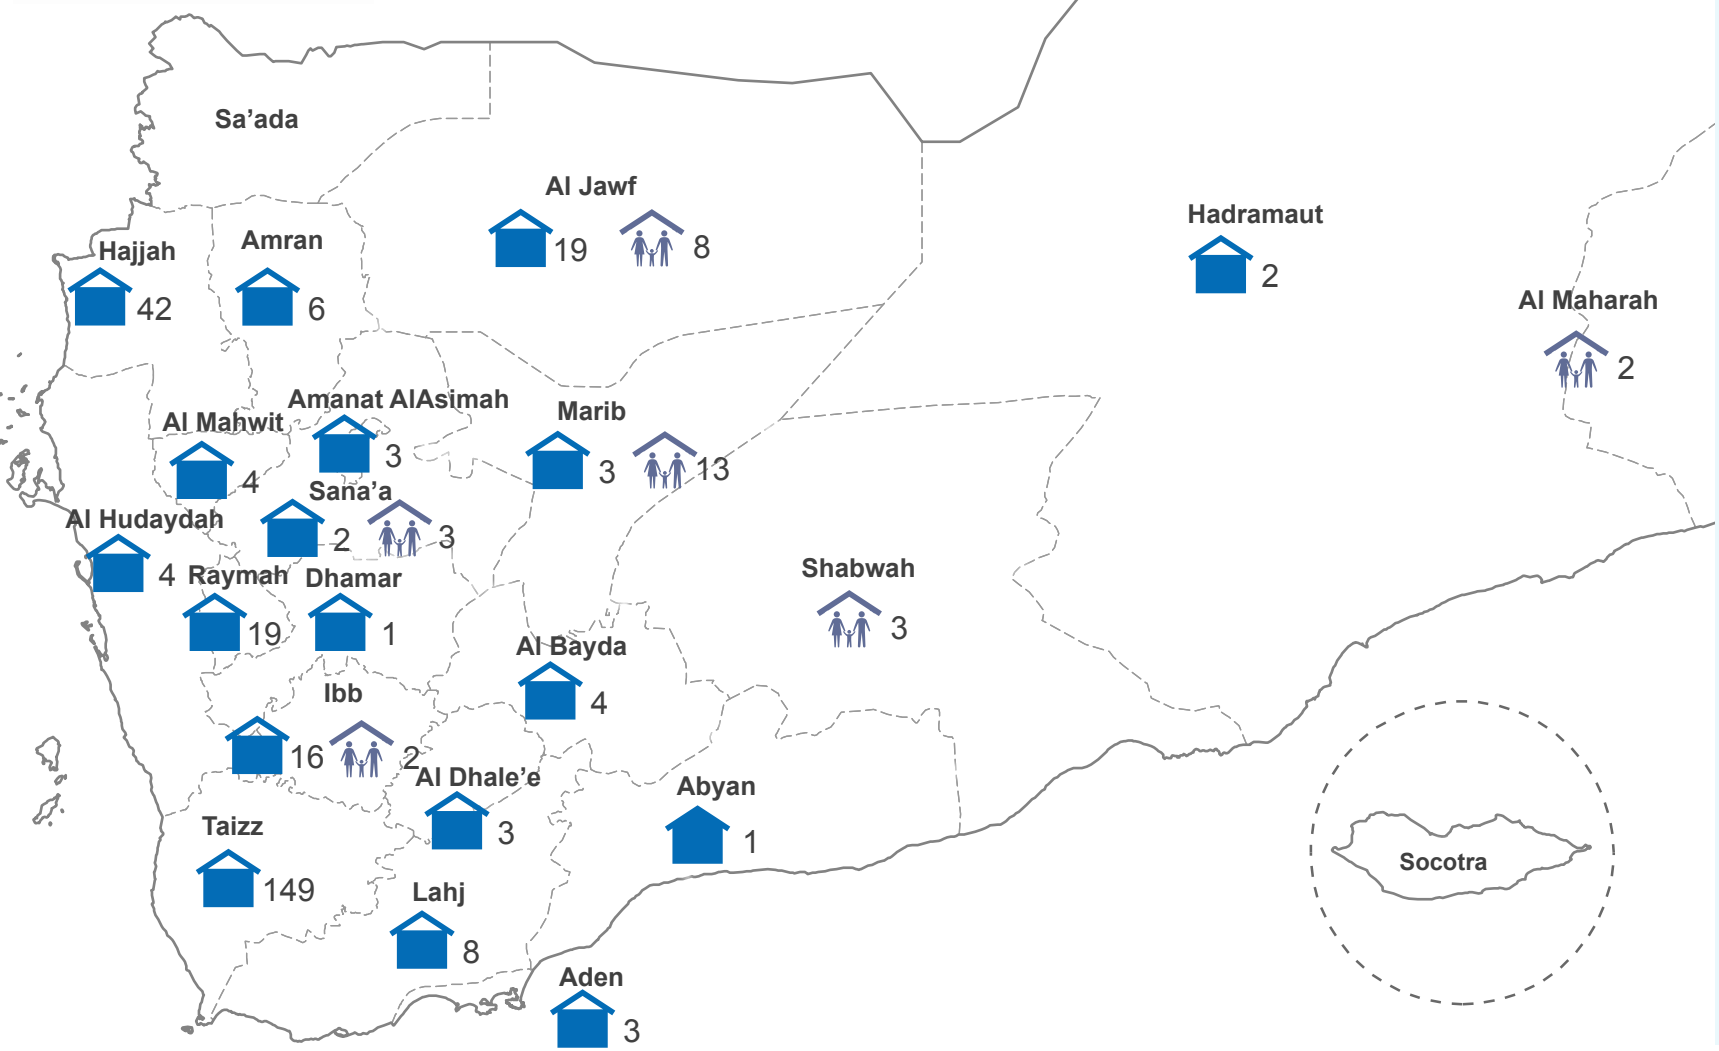 Sa’ada
Al Jawf
19
8
Hadramaut
2
Al Maharah
2
Hajjah
42
Amran
6
Amanat AlAsimah
3
Al Mahwit
4
Marib
3
13
Sana’a
2
3
Al Hudaydah
4
Raymah
19
Dhamar
1
Shabwah
3
Al Bayda
4
Ibb
16
2
Al Dhale’e
3
Abyan
1
Taizz
149
Lahj
8
Aden
3
Socotra